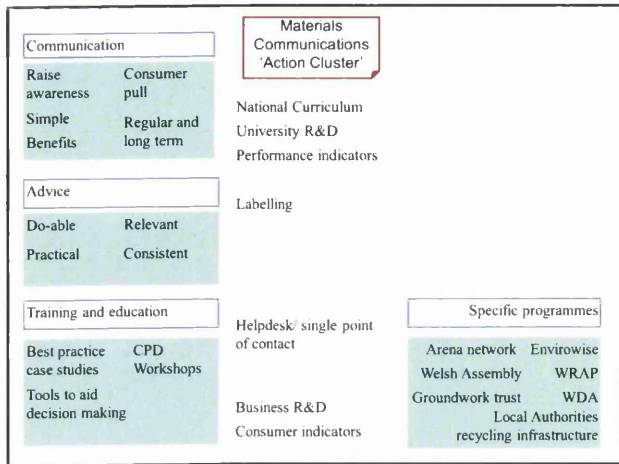 Materials
Communications
'Action Cluster'
Communication
Raise
awareness
Consumer
pull
Simple
Benefits
Regular and
long term
National Curriculum
University R&D
Performance indicators
Advice
Labelling
Do-able
Relevant
Practical
Consistent
Training and education
Helpdesk/ single point
of contact
Best practice
case studies
CPD
Workshops
Tools to aid
decision making
Business R&D
Consumer indicators
Specific programmes
Arena network
Envirowise
Welsh Assembly
WRAP
Groundwork trust
WDA
Local Authorities
recycling infrastructure